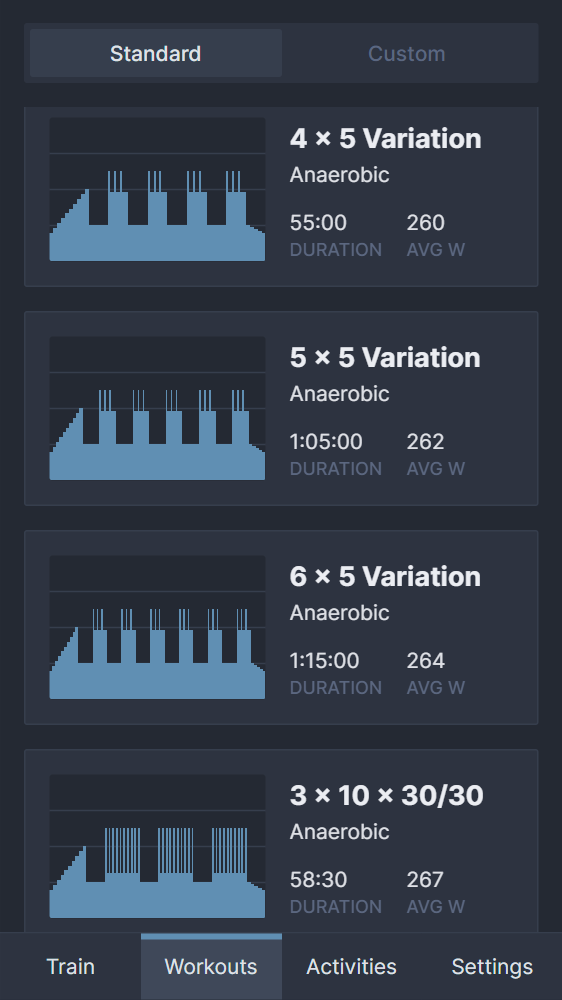 Standard Custom
4 × 5 Variation
Anaerobic
55:00 260
DURATION AVG W
5 × 5 Variation
Anaerobic
1:05:00 262
DURATION AVG W
6 × 5 Variation
Anaerobic
1:15:00 264
DURATION AVG W
3 × 10 × 30/30
Anaerobic
58:30 267
DURATION AVG W
Train Workouts Activities Settings